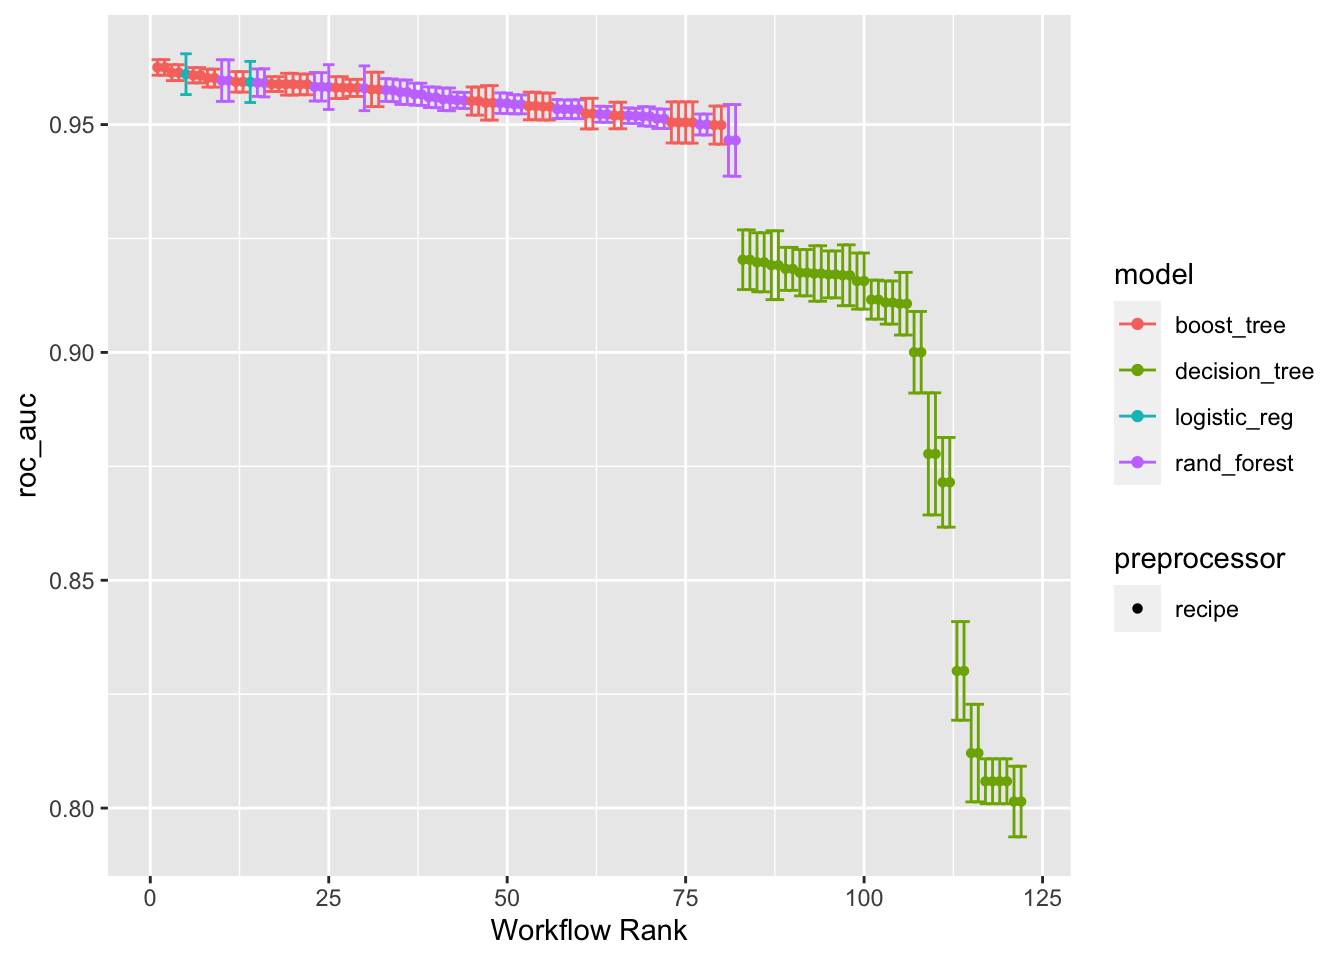 0.95
0.90
0.85
0.80
roc_auc
0
25
50
75
100
125
Workflow Rank
model
boost_tree
decision_tree
logistic_reg
rand_forest
preprocessor
recipe